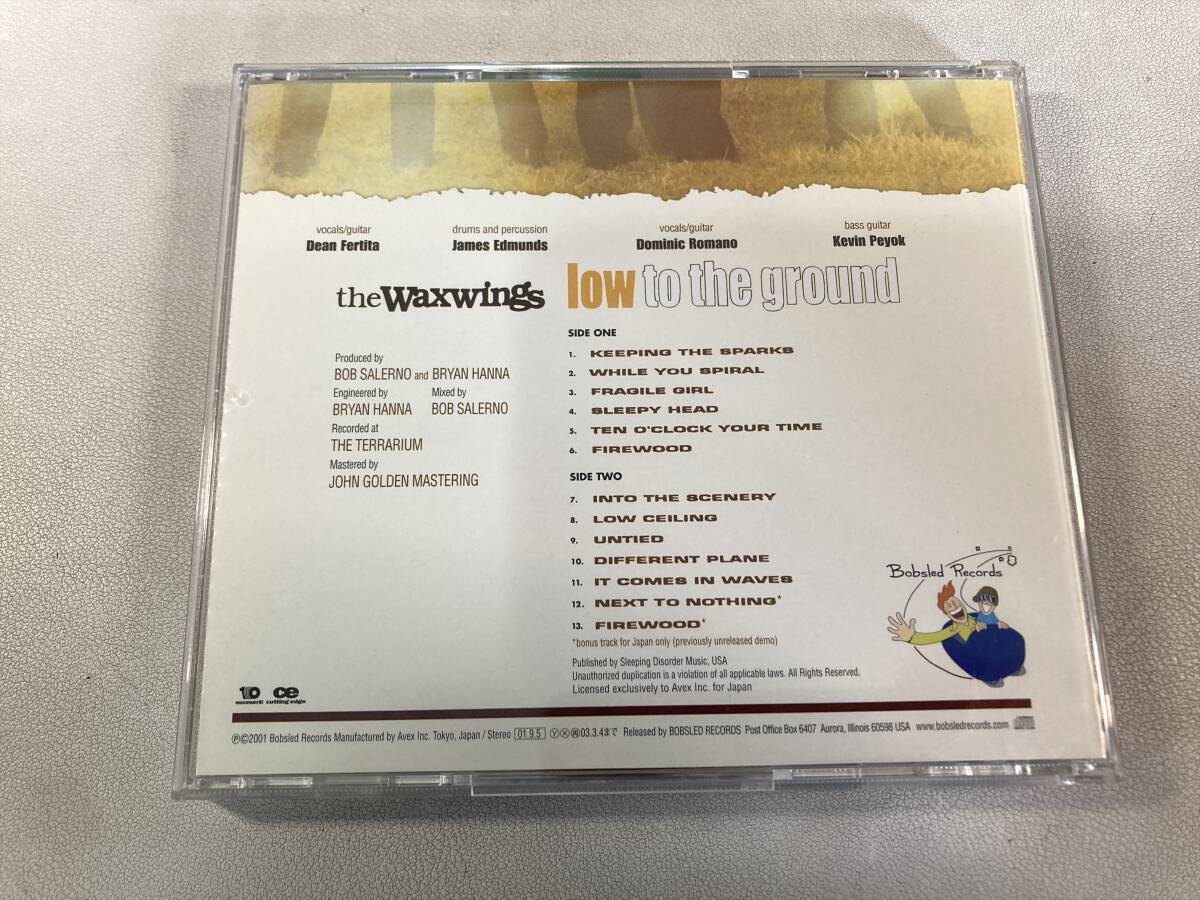 vocals/guitar
Dean Fertita
drums and percussion
James Edmunds
vocals/guitar
Dominic Romano
bass guitar
Kevin Peyok
the Waxwings
low to the ground
Produced by
BOB SALERNO and BRYAN HANNA
Engineered by
BRYAN HANNA
Mixed by
BOB SALERNO
Recorded at
THE TERRARIUM
Mastered by
JOHN GOLDEN MASTERING
SIDE ONE
1. KEEPING THE SPARKS
2. WHILE YOU SPIRAL
3. FRAGILE GIRL
4. SLEEPY HEAD
5. TEN O'CLOCK YOUR TIME
6. FIREWOOD
SIDE TWO
7. INTO THE SCENERY
8. LOW CEILING
9. UNTIED
10. DIFFERENT PLANE
11. IT COMES IN WAVES
12. NEXT TO NOTHING*
13. FIREWOOD*
*bonus track for Japan only (previously unreleased demo)
Published by Sleeping Disorder Music, USA
Unauthorized duplication is a violation of all applicable laws. All Rights Reserved.
Licensed exclusively to Avex Inc. for Japan
Bobsled Records
10
maximum10
ce
cutting edge
℗©2001 Bobsled Records Manufactured by Avex Inc. Tokyo, Japan / Stereo 01.9.5 Ⓨ Ⓧ 03.3.4まで Released by BOBSLED RECORDS Post Office Box 6407 Aurora, Illinois 60598 USA www.bobsledrecords.com